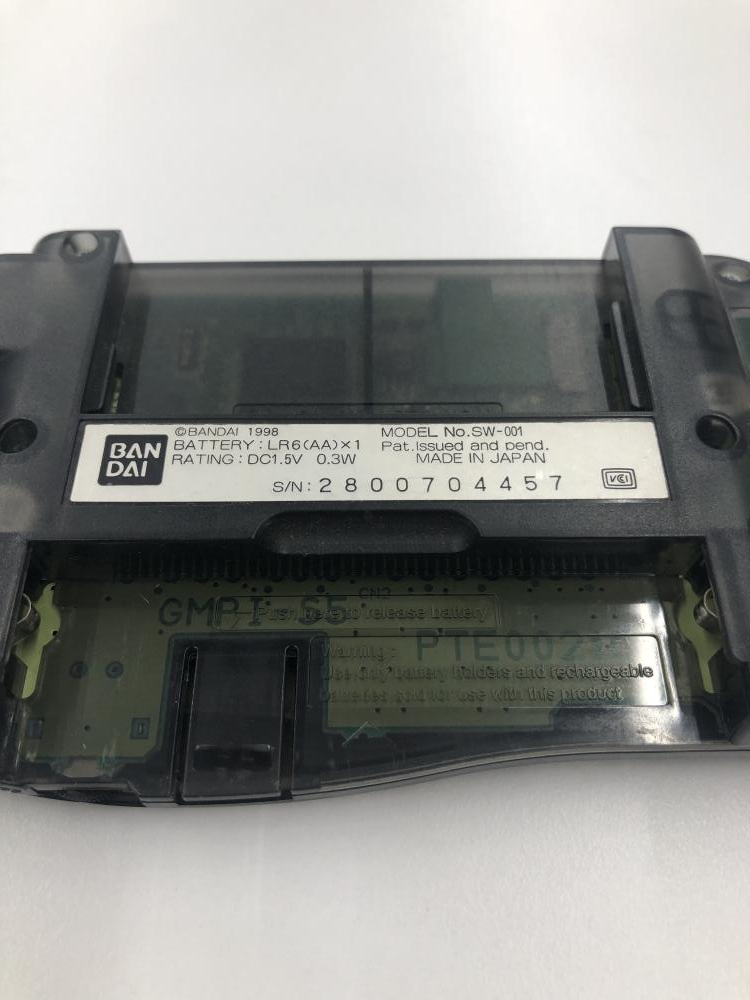 BAN
DAI
©BANDAI 1998
BATTERY: LR6(AA)×1
RATING: DC1.5V 0.3W
MODEL No.SW-001
Pat.Issued and pend.
MADE IN JAPAN
S/N: 2800704457
VCI
CN2
GMPI S5
Push here to release battery
PTE002
Warning:
Use only battery holders and rechargeable
batteries sold for use with this product